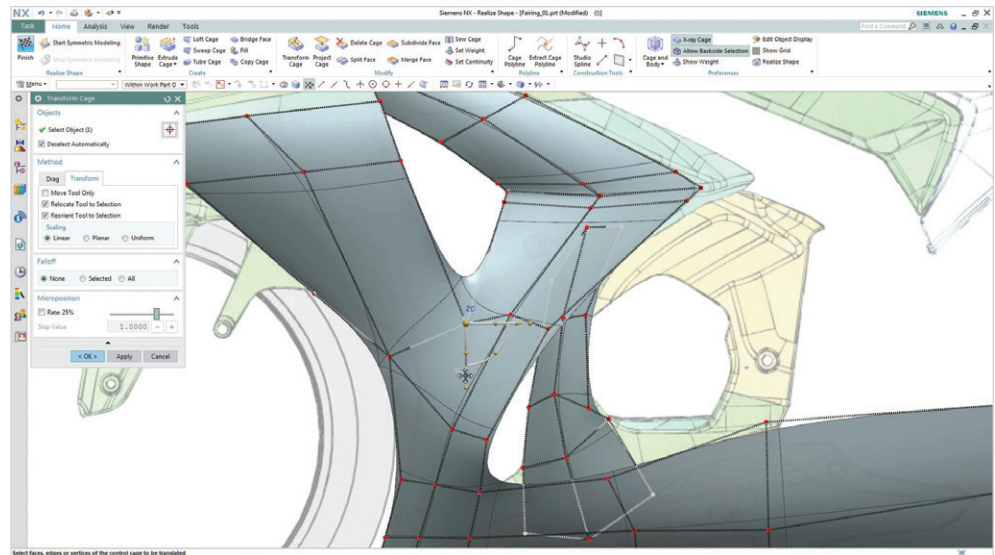 NX
Siemens NX - Realize Shape - [Fairing_01.prt (Modified)]
SIEMENS
Task Home Analysis View Render Tools
Find a Command
Finish
Start Symmetric Modeling
Stop Symmetric Modeling
Realize Shape
Primitive Shape
Extrude Cage
Loft Cage
Sweep Cage
Tube Cage
Bridge Face
Fill
Copy Cage
Create
Transform Cage
Project Cage
Delete Cage
Split Face
Subdivide Face
Merge Face
Sew Cage
Set Weight
Set Continuity
Modify
Cage Polyline
Extract Cage Polyline
Polyline
Studio Spline
Construction Tools
Cage and Body
X-ray Cage
Allow Backside Selection
Show Weight
Edit Object Display
Show Grid
Realize Shape
Preferences
Menu
Within Work Part O
Transform Cage
Objects
Select Object (1)
Deselect Automatically
Method
Drag Transform
Move Tool Only
Relocate Tool to Selection
Reorient Tool to Selection
Scaling
Linear Planar Uniform
Falloff
None Selected All
Microposition
Rate: 25%
Step Value 1.0000
< OK > Apply Cancel
ZC
Select faces, edges or vertices of the control cage to be translated